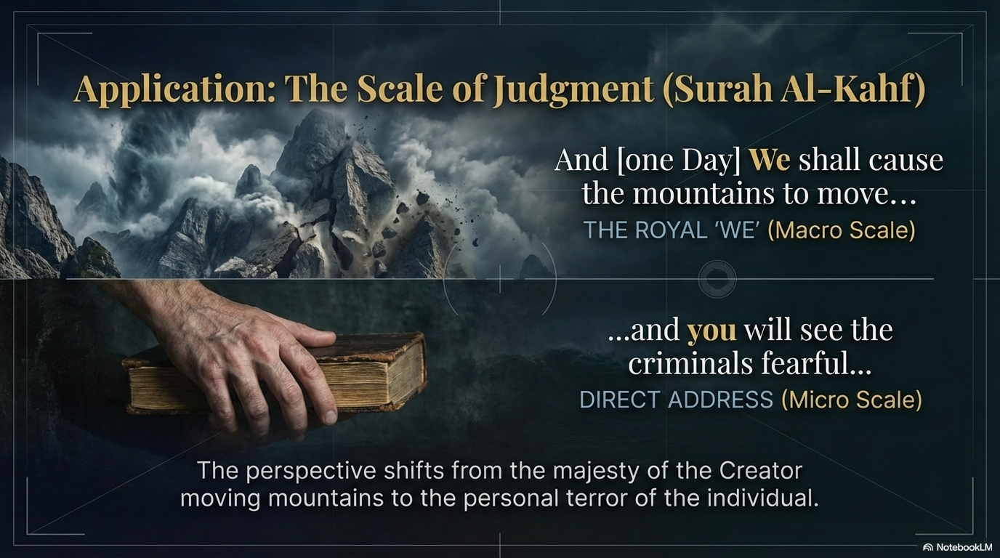 Application: The Scale of Judgment (Surah Al-Kahf)
And [one Day] We shall cause
the mountains to move...
THE ROYAL ‘WE’ (Macro Scale)
...and you will see the
criminals fearful...
DIRECT ADDRESS (Micro Scale)
The perspective shifts from the majesty of the Creator
moving mountains to the personal terror of the individual.
NotebookLM